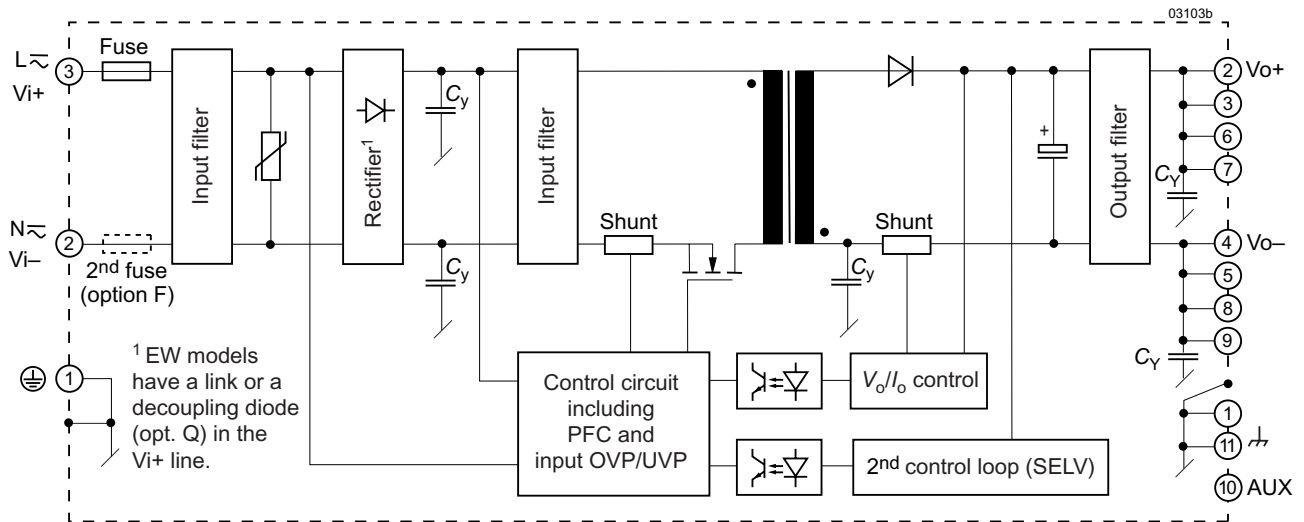 03103b
L
Fuse
3
Vi+
Input filter
Rectifier1
Cy
Input filter
+
Output filter
2 Vo+
3
6
7
CY
N
2
Vi–
2nd fuse
(option F)
Cy
Shunt
Cy
Shunt
4 Vo–
5
8
9
CY
1
1 EW models
have a link or a
decoupling diode
(opt. Q) in the
Vi+ line.
Control circuit
including
PFC and
input OVP/UVP
Vo/Io control
2nd control loop (SELV)
1
11
10 AUX